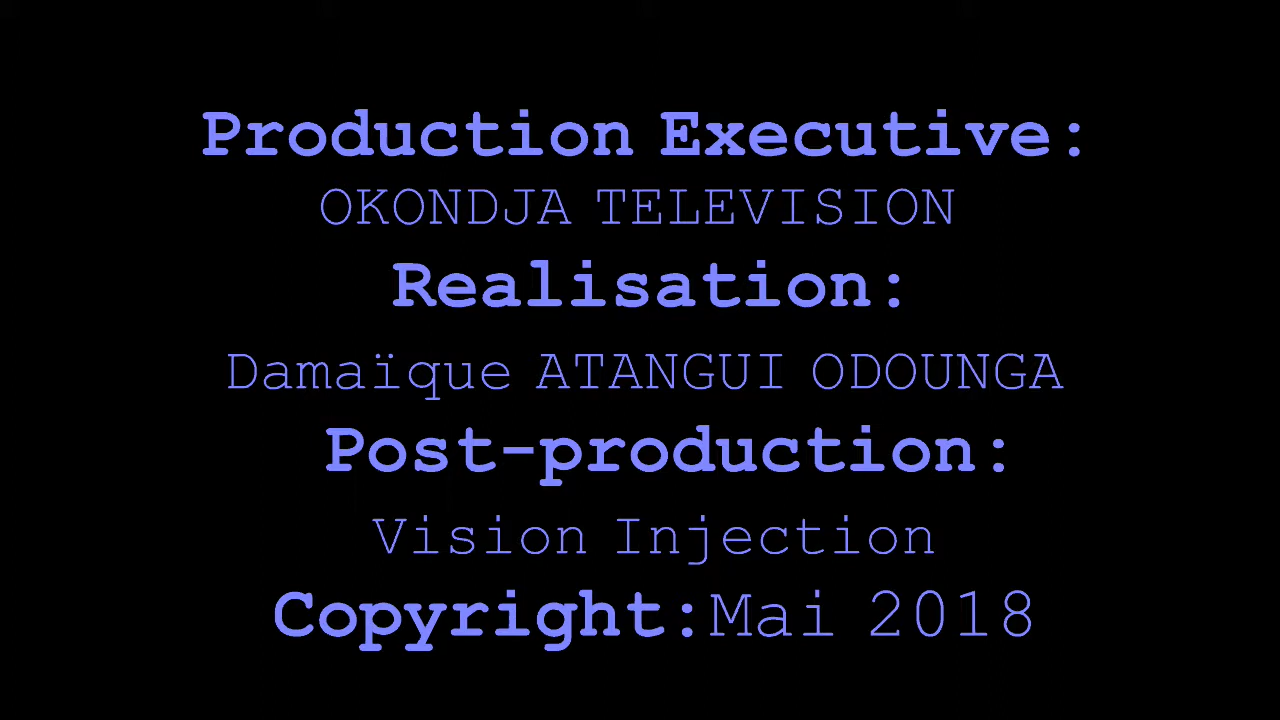 Production Executive:
OKONDJA TELEVISION
Realisation:
Damaïque ATANGUI ODOUNGA
Post-production:
Vision Injection
Copyright:Mai 2018